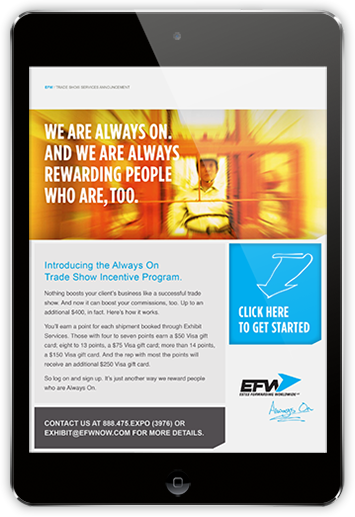 EFW® TRADE SHOW SERVICES ANNOUNCEMENT
WE ARE ALWAYS ON.
AND WE ARE ALWAYS
REWARDING PEOPLE
WHO ARE, TOO.
Introducing the Always On
Trade Show Incentive Program.
Nothing boosts your client's business like a successful trade
show. And now it can boost your commissions, too. Up to an
additional $400, in fact. Here's how it works.
You'll earn a point for each shipment booked through Exhibit
Services. Those with four to seven points earn a $50 Visa
gift card; eight to 13 points, a $75 Visa gift card; more than 14 points,
a $150 Visa gift card. And the rep with most the points will
receive an additional $250 Visa gift card.
So log on and sign up. It's just another way we reward people
who are Always On.
CONTACT US AT 888.475.EXPO (3976) OR
EXHIBIT@EFWNOW.COM FOR MORE DETAILS.
CLICK HERE
TO GET STARTED
EFW
ESTES FORWARDING WORLDWIDE
Always On.